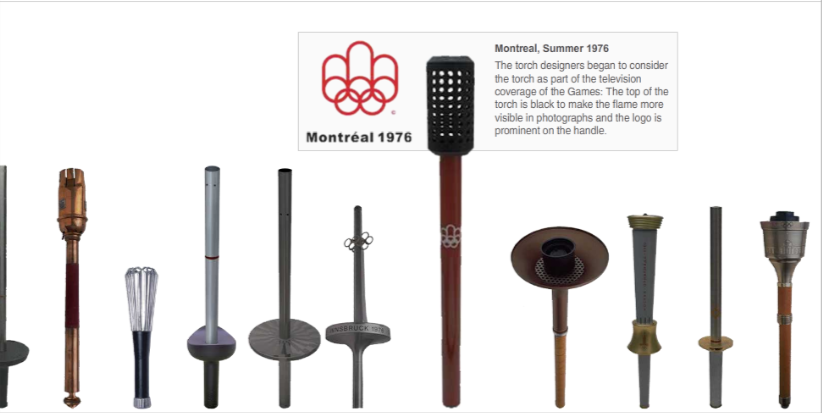 Montreal, Summer 1976
The torch designers began to consider
the torch as part of the television
coverage of the Games: The top of the
torch is black to make the flame more
visible in photographs and the logo is
prominent on the handle.
©
Montréal 1976
INNSBRUCK 1976